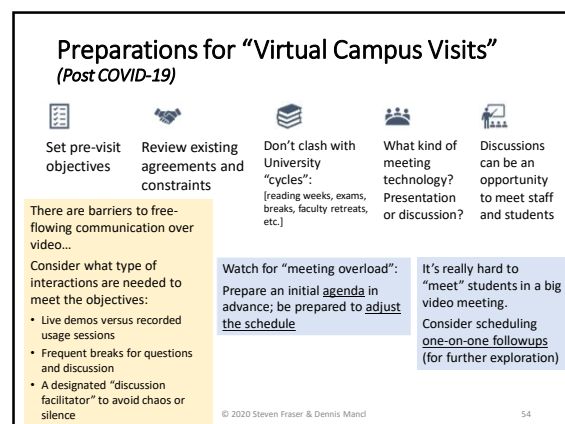 Preparations for “Virtual Campus Visits”
(Post COVID-19)
Set pre-visit
objectives
Review existing
agreements and
constraints
Don’t clash with
University
“cycles”:
[reading weeks, exams,
breaks, faculty retreats,
etc.]
What kind of
meeting
technology?
Presentation
or discussion?
Discussions
can be an
opportunity
to meet staff
and students
There are barriers to free-
flowing communication over
video…
Consider what type of
interactions are needed to
meet the objectives:
• Live demos versus recorded
usage sessions
• Frequent breaks for questions
and discussion
• A designated “discussion
facilitator” to avoid chaos or
silence
Watch for “meeting overload”:
Prepare an initial agenda in
advance; be prepared to adjust
the schedule
It’s really hard to
“meet” students in a big
video meeting.
Consider scheduling
one-on-one followups
(for further exploration)
© 2020 Steven Fraser & Dennis Mancl
54